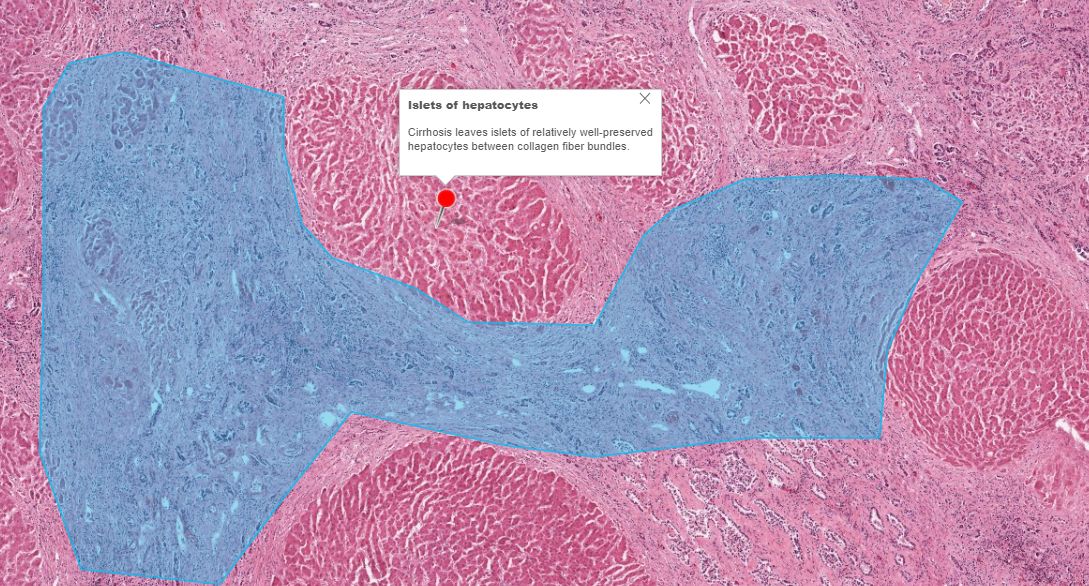 Islets of hepatocytes
Cirrhosis leaves islets of relatively well-preserved
hepatocytes between collagen fiber bundles.